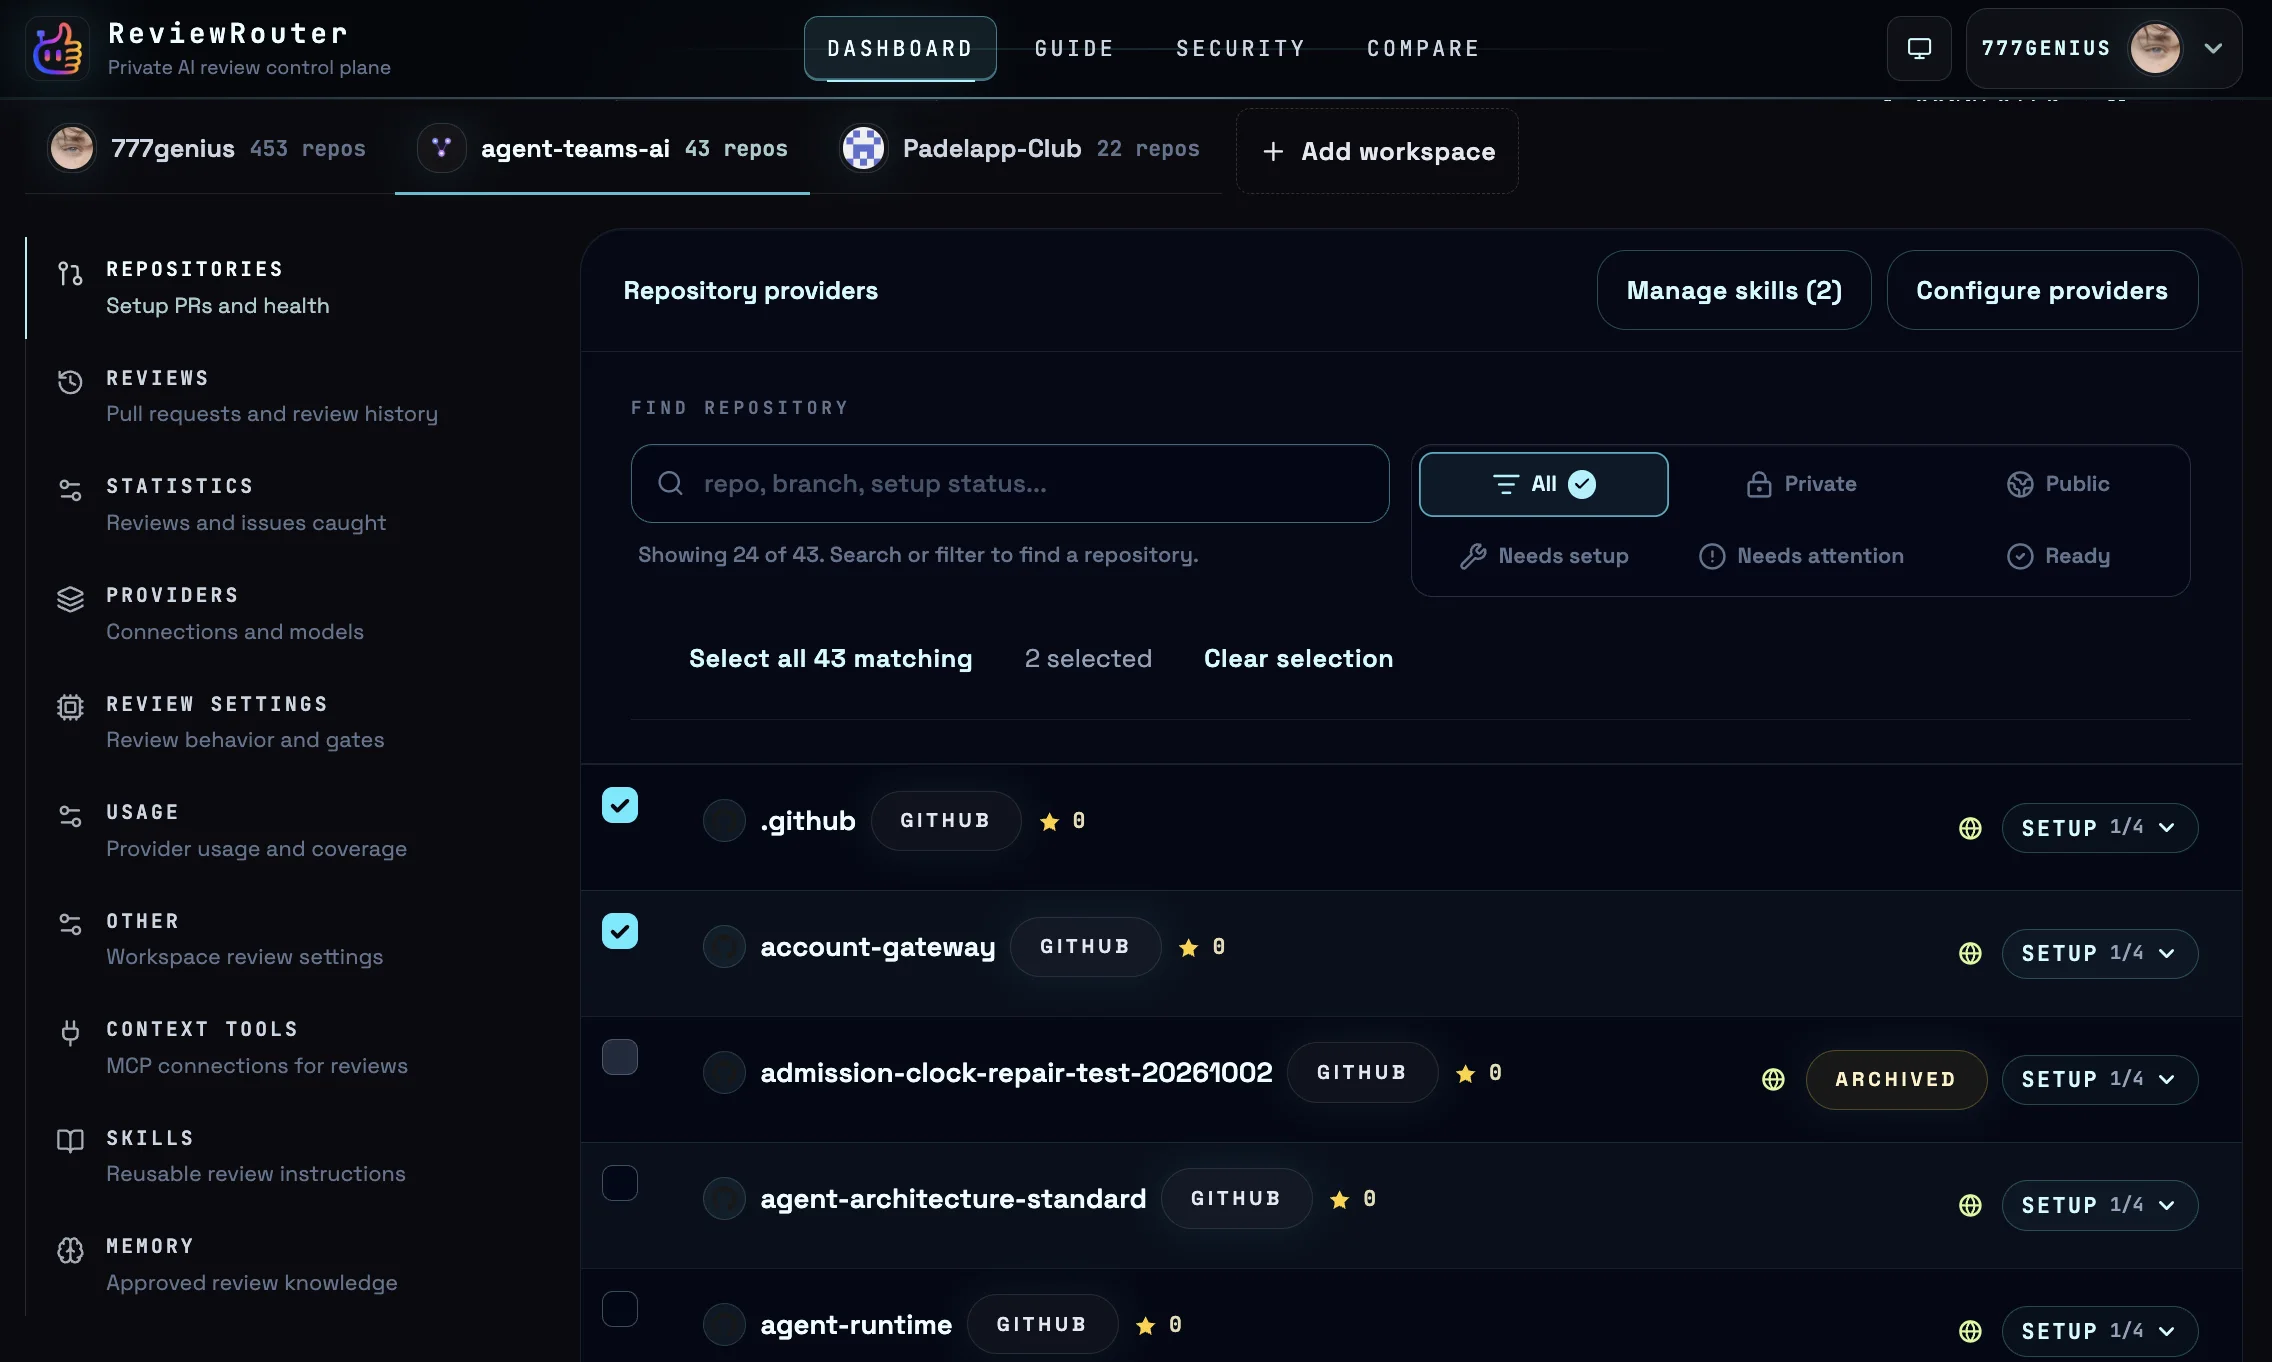 ReviewRouter
Private AI review control plane
DASHBOARD
GUIDE
SECURITY
COMPARE
777GENIUS
777genius 453 repos
agent-teams-ai 43 repos
Padelapp-Club 22 repos
+ Add workspace
REPOSITORIES
Setup PRs and health
REVIEWS
Pull requests and review history
STATISTICS
Reviews and issues caught
PROVIDERS
Connections and models
REVIEW SETTINGS
Review behavior and gates
USAGE
Provider usage and coverage
OTHER
Workspace review settings
CONTEXT TOOLS
MCP connections for reviews
SKILLS
Reusable review instructions
MEMORY
Approved review knowledge
Repository providers
Manage skills (2)
Configure providers
FIND REPOSITORY
repo, branch, setup status...
Showing 24 of 43. Search or filter to find a repository.
All
Private
Public
Needs setup
Needs attention
Ready
Select all 43 matching
2 selected
Clear selection
.github GITHUB 0 SETUP 1/4
account-gateway GITHUB 0 SETUP 1/4
admission-clock-repair-test-20261002 GITHUB 0 ARCHIVED SETUP 1/4
agent-architecture-standard GITHUB 0 SETUP 1/4
agent-runtime GITHUB 0 SETUP 1/4